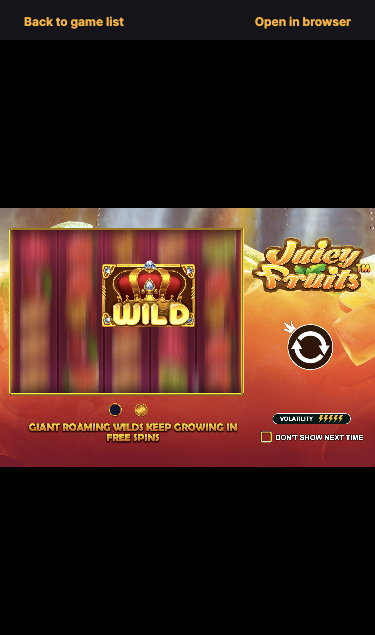 Back to game list
Open in browser
WILD
Juicy
Fruits™
VOLATILITY
GIANT ROAMING WILDS KEEP GROWING IN
FREE SPINS
DON'T SHOW NEXT TIME